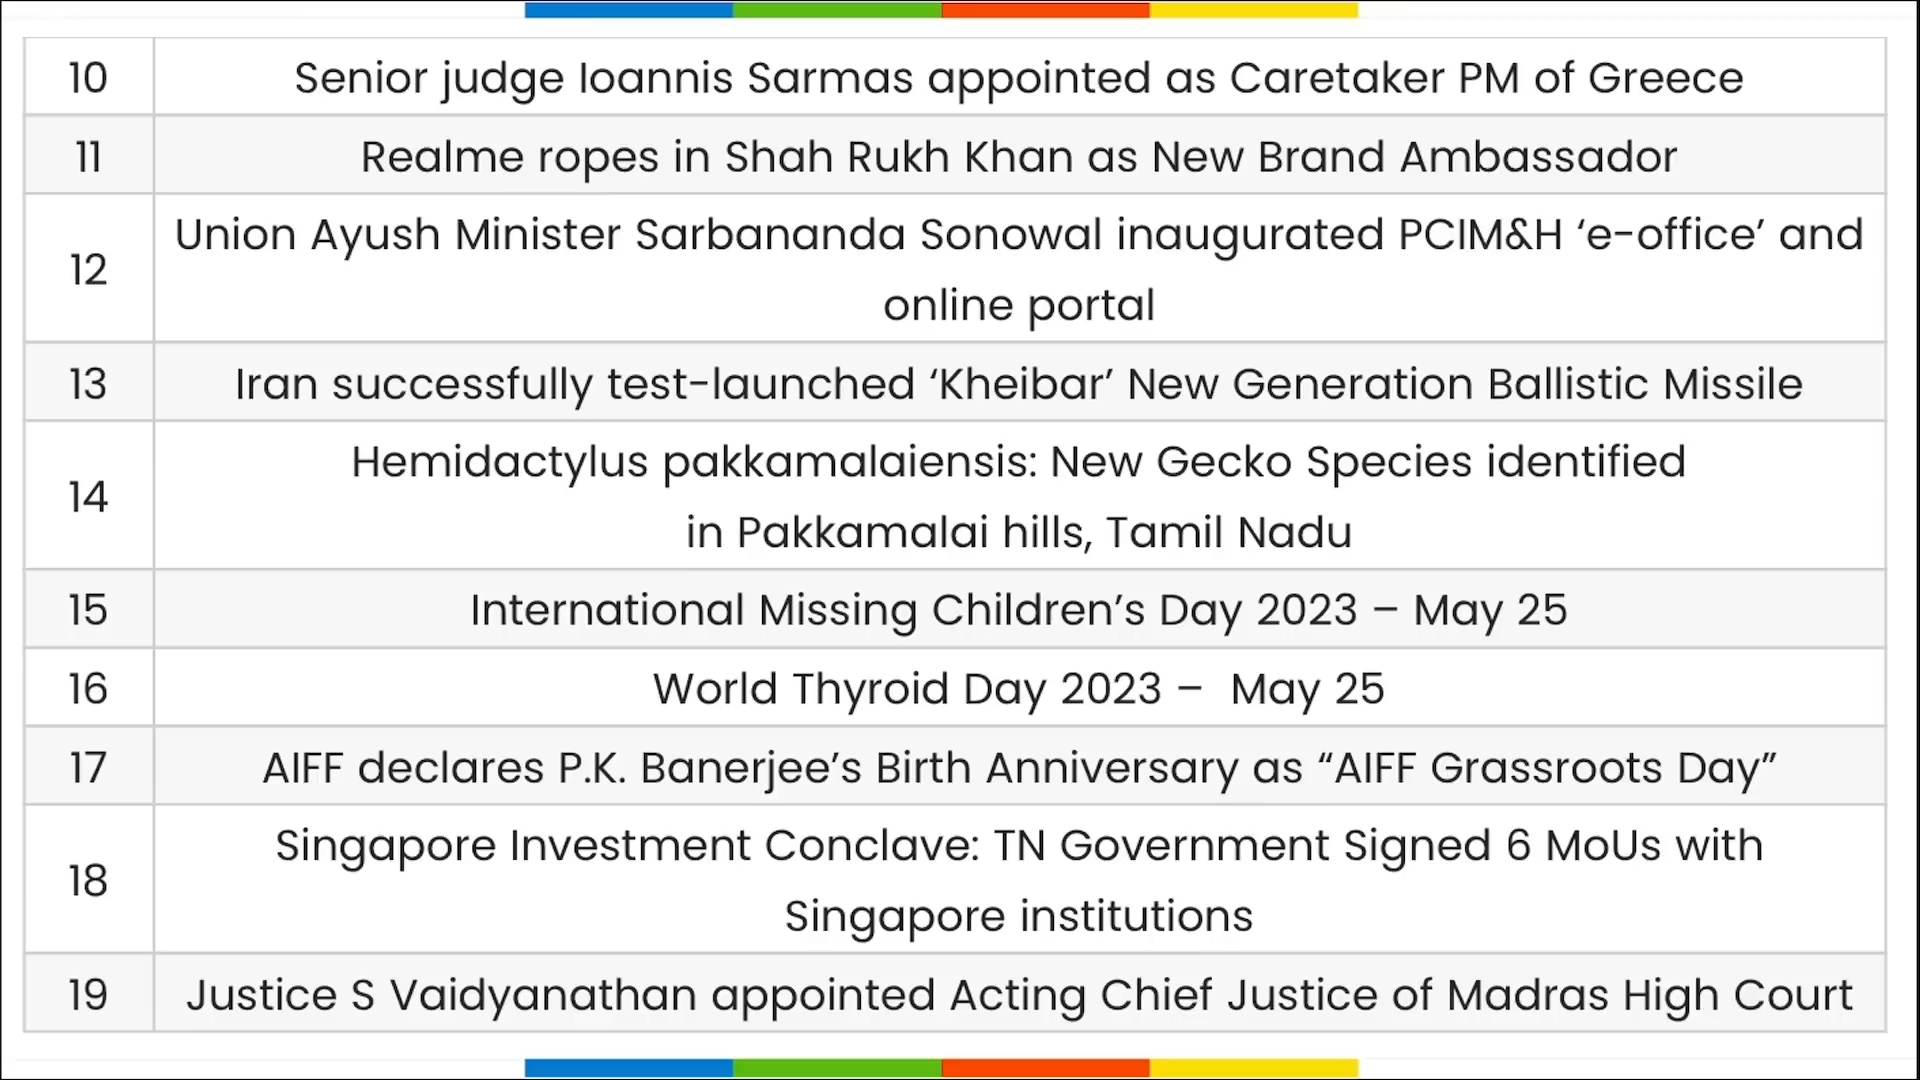 10 Senior judge Ioannis Sarmas appointed as Caretaker PM of Greece
11 Realme ropes in Shah Rukh Khan as New Brand Ambassador
12 Union Ayush Minister Sarbananda Sonowal inaugurated PCIM&H ‘e-office’ and
online portal
13 Iran successfully test-launched ‘Kheibar’ New Generation Ballistic Missile
14 Hemidactylus pakkamalaiensis: New Gecko Species identified
in Pakkamalai hills, Tamil Nadu
15 International Missing Children’s Day 2023 – May 25
16 World Thyroid Day 2023 – May 25
17 AIFF declares P.K. Banerjee’s Birth Anniversary as “AIFF Grassroots Day”
18 Singapore Investment Conclave: TN Government Signed 6 MoUs with
Singapore institutions
19 Justice S Vaidyanathan appointed Acting Chief Justice of Madras High Court